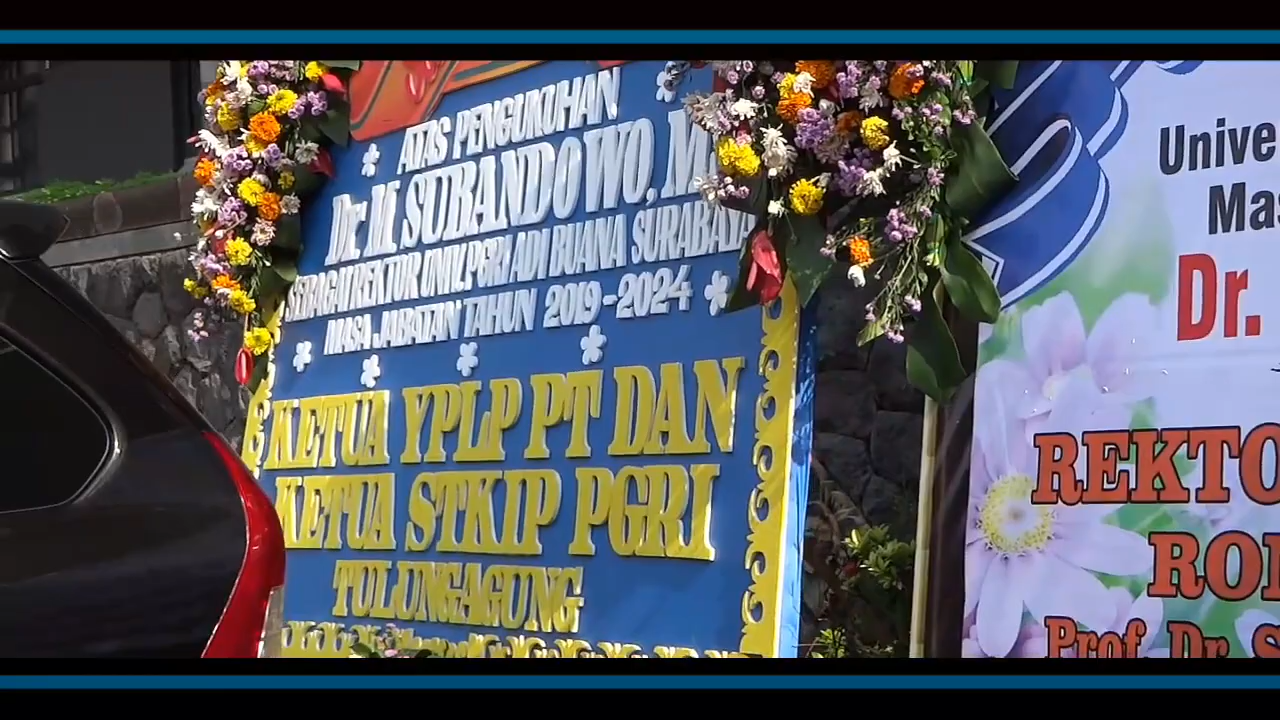 ATAS PENGUKUHAN
Dr. M. SUBANDOWO, M.
SEBAGAI REKTOR UNIV. PGRI ADI BUANA SURABAYA
MASA JABATAN TAHUN 2019-2024
KETUA YPLP PT DAN
KETUA STKIP PGRI
TULUNGAGUNG
Unive
Mas
Dr.
REKTO
Prof. Dr. S